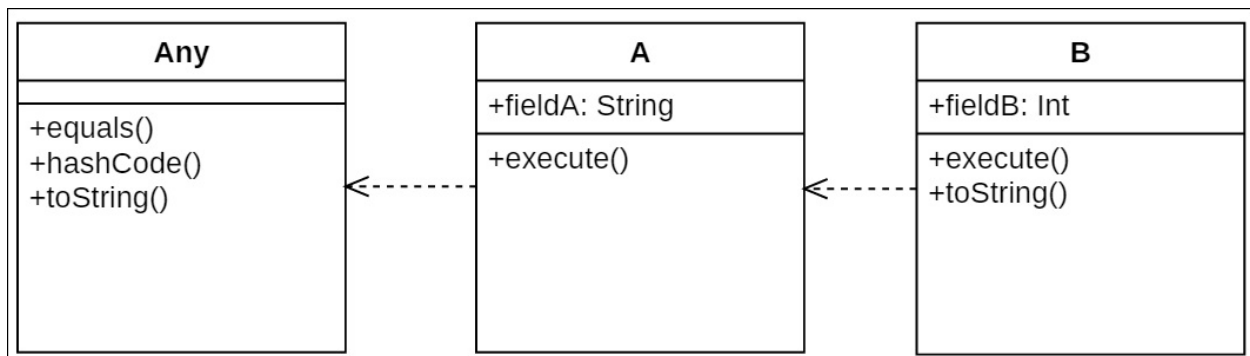 Any
+equals()
+hashCode()
+toString()
A
+fieldA: String
+execute()
B
+fieldB: Int
+execute()
+toString()